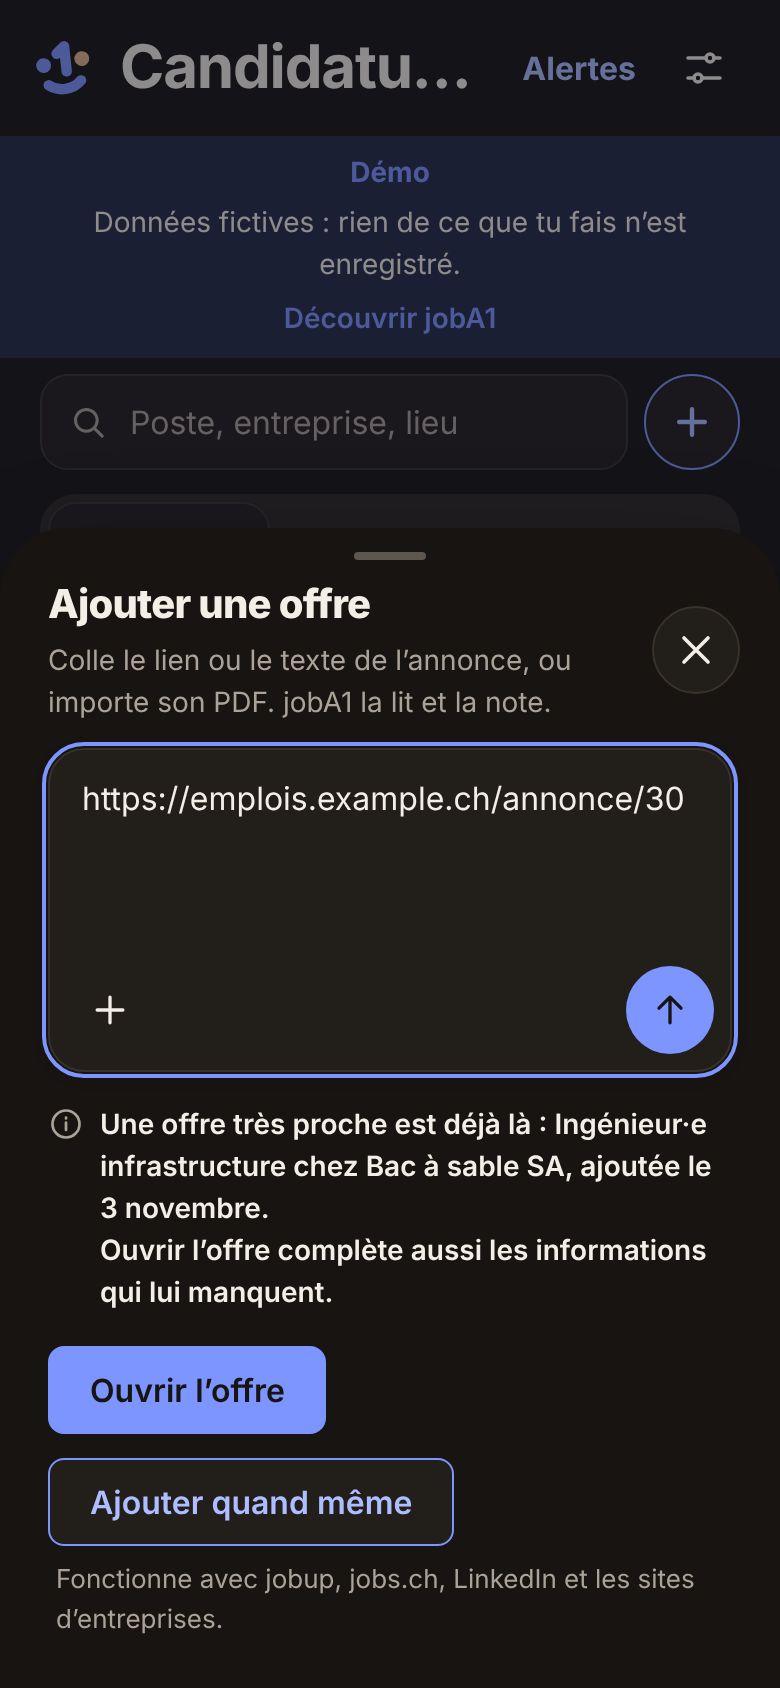 Candidatu...
Alertes
Démo
Données fictives : rien de ce que tu fais n’est
enregistré.
Découvrir jobA1
Poste, entreprise, lieu
Ajouter une offre
Colle le lien ou le texte de l’annonce, ou
importe son PDF. jobA1 la lit et la note.
https://emplois.example.ch/annonce/30
Une offre très proche est déjà là : Ingénieur·e
infrastructure chez Bac à sable SA, ajoutée le
3 novembre.
Ouvrir l’offre complète aussi les informations
qui lui manquent.
Ouvrir l’offre
Ajouter quand même
Fonctionne avec jobup, jobs.ch, LinkedIn et les sites
d’entreprises.